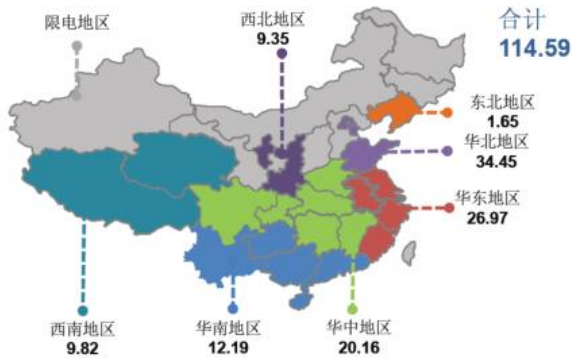 限电地区
西北地区
9.35
合计
114.59
东北地区
1.65
华北地区
34.45
华东地区
26.97
西南地区
9.82
华南地区
12.19
华中地区
20.16